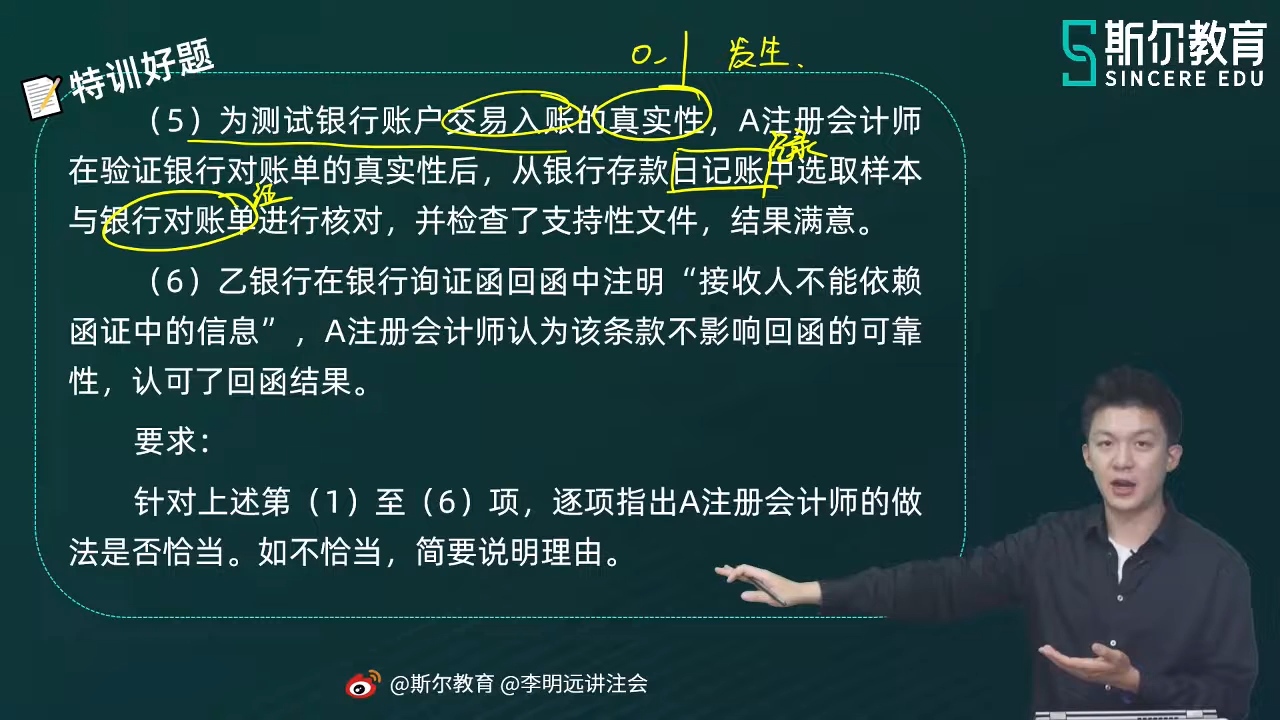 特训好题
0. 发生.
斯尔教育
SINCERE EDU
（5）为测试银行账户交易入账的真实性，A注册会计师
记录
在验证银行对账单的真实性后，从银行存款日记账中选取样本
证
与银行对账单进行核对，并检查了支持性文件，结果满意。
（6）乙银行在银行询证函回函中注明“接收人不能依赖
函证中的信息”，A注册会计师认为该条款不影响回函的可靠
性，认可了回函结果。
要求：
针对上述第（1）至（6）项，逐项指出A注册会计师的做
法是否恰当。如不恰当，简要说明理由。
@斯尔教育 @李明远讲注会